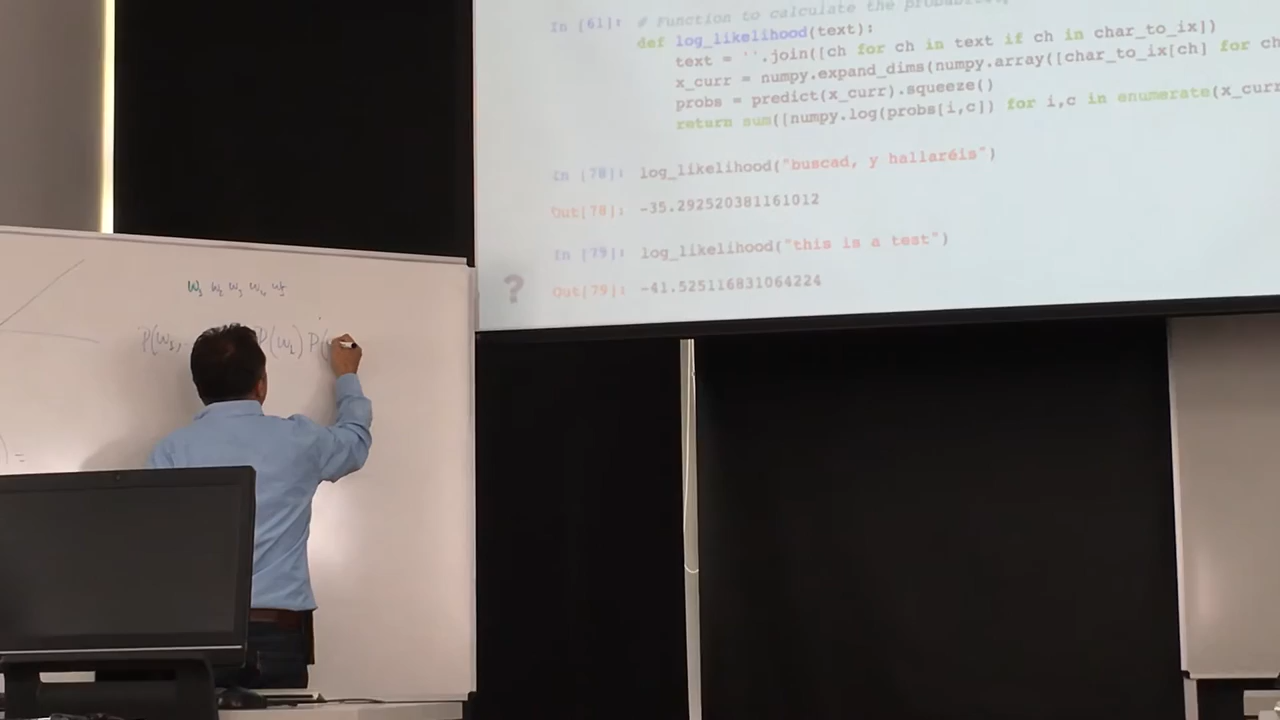 In [61]: # Function to calculate the
def log_likelihood(text):
text = ''.join([ch for ch in text if ch in char_to_ix])
x_curr = numpy.expand_dims(numpy.array([char_to_ix[ch] for ch
probs = predict(x_curr).squeeze()
return sum([numpy.log(probs[i,c]) for i,c in enumerate(x_curr
In [78]: log_likelihood("buscad, y hallaréis")
Out[78]: -35.292520381161012
In [79]: log_likelihood("this is a test")
? Out[79]: -41.525116831064224
w₁ w₂ w₃ w₄ w₅
P(w₁, P(w₁) P(
) =